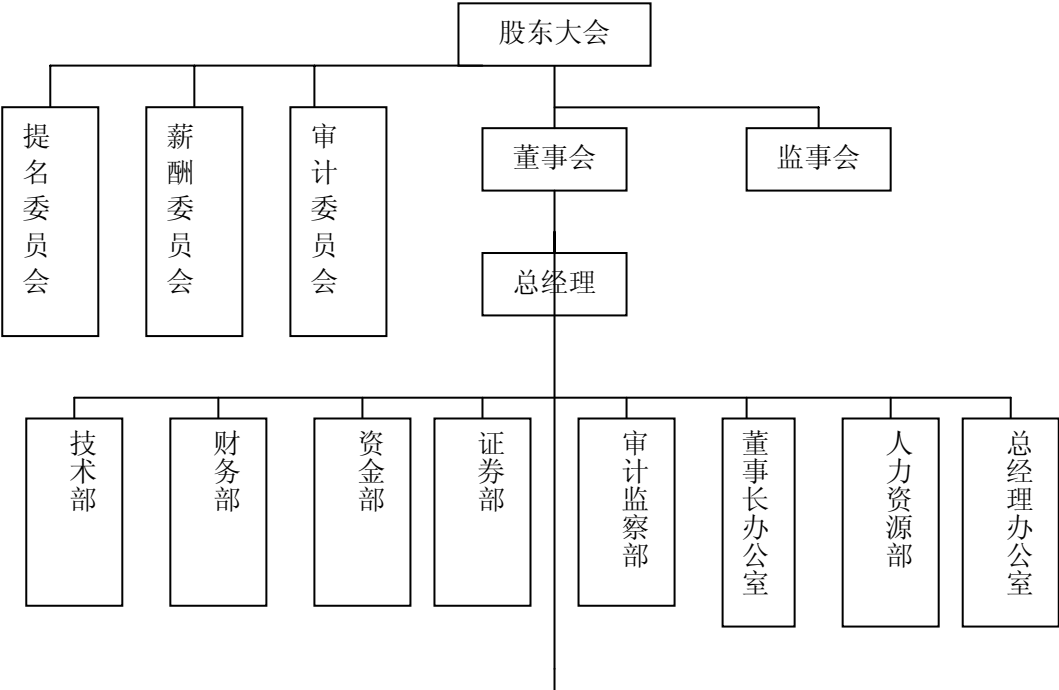 股东大会
提名委员会
薪酬委员会
审计委员会
董事会
监事会
总经理
技术部
财务部
资金部
证券部
审计监察部
董事长办公室
人力资源部
总经理办公室